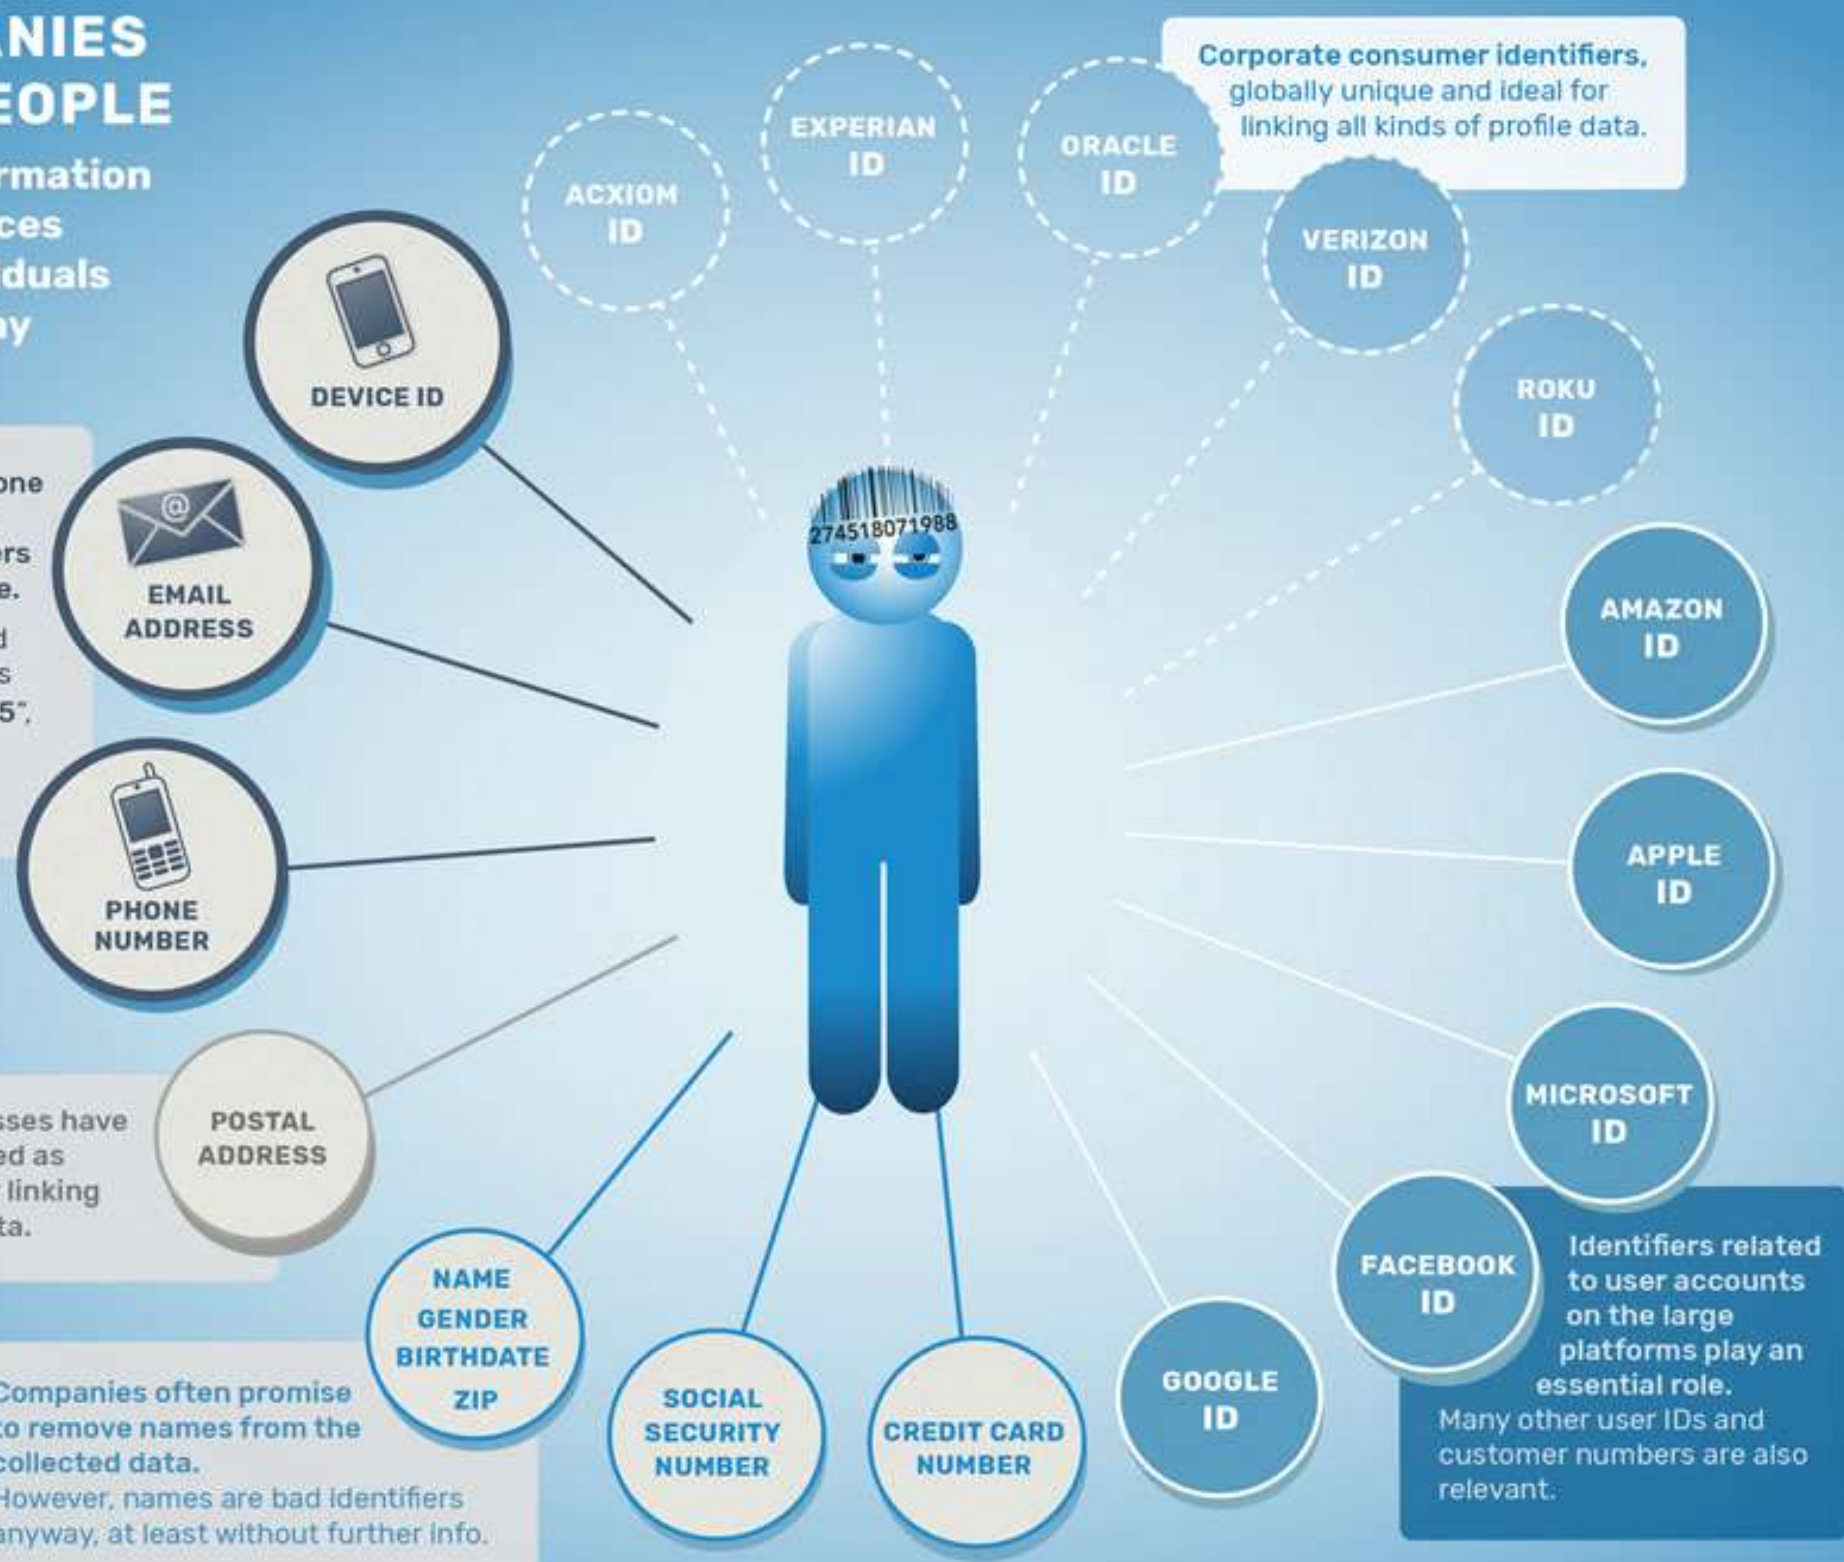 NIES
EOPLE
rmation
ces
iduals
ay
one
ers
e.
d
s
5",
sses have
ed as
linking
ta.
Companies often promise
to remove names from the
collected data.
However, names are bad identifiers
anyway, at least without further info.
DEVICE ID
@
EMAIL
ADDRESS
PHONE
NUMBER
POSTAL
ADDRESS
NAME
GENDER
BIRTHDATE
ZIP
SOCIAL
SECURITY
NUMBER
CREDIT CARD
NUMBER
274518071988
ACXIOM
ID
EXPERIAN
ID
ORACLE
ID
Corporate consumer identifiers,
globally unique and ideal for
linking all kinds of profile data.
VERIZON
ID
ROKU
ID
AMAZON
ID
APPLE
ID
MICROSOFT
ID
FACEBOOK
ID
GOOGLE
ID
Identifiers related
to user accounts
on the large
platforms play an
essential role.
Many other user IDs and
customer numbers are also
relevant.